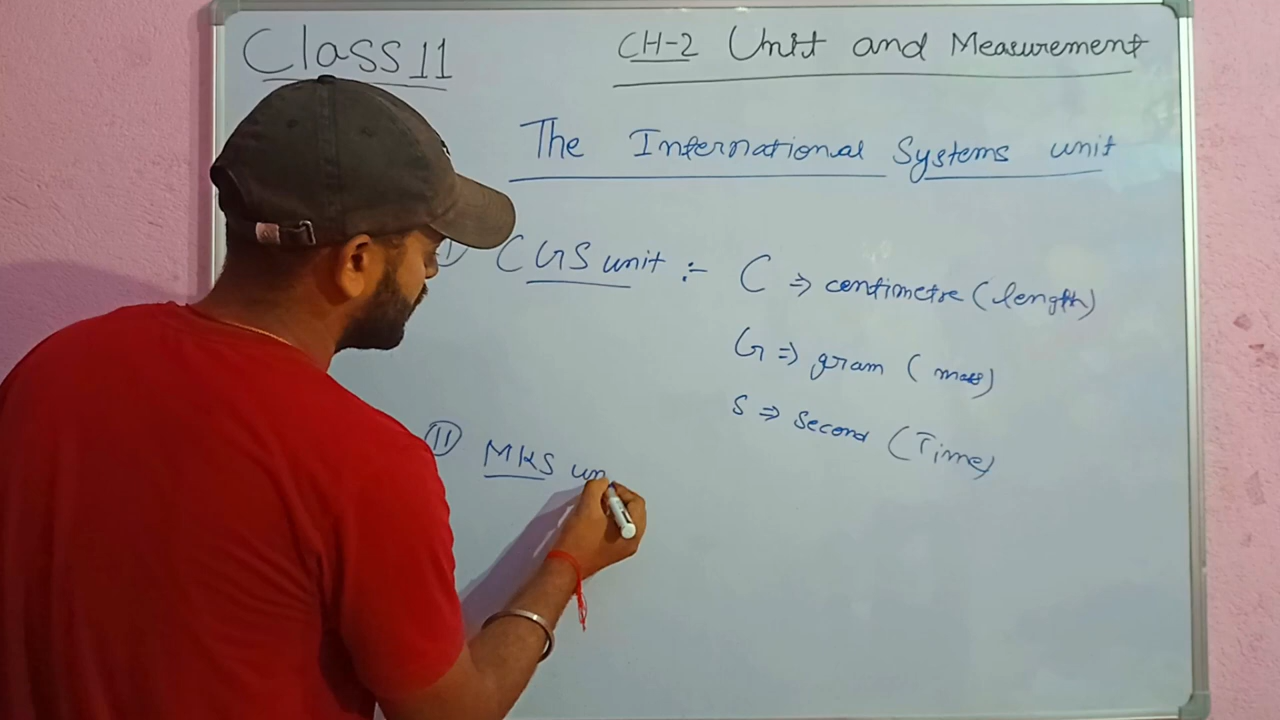 Class 11
CH-2 Unit and Measurement
The International Systems unit
I CGS unit :- C ⇒ centimetre (length)
G ⇒ gram (mass)
S ⇒ Second (Time)
II MKS un